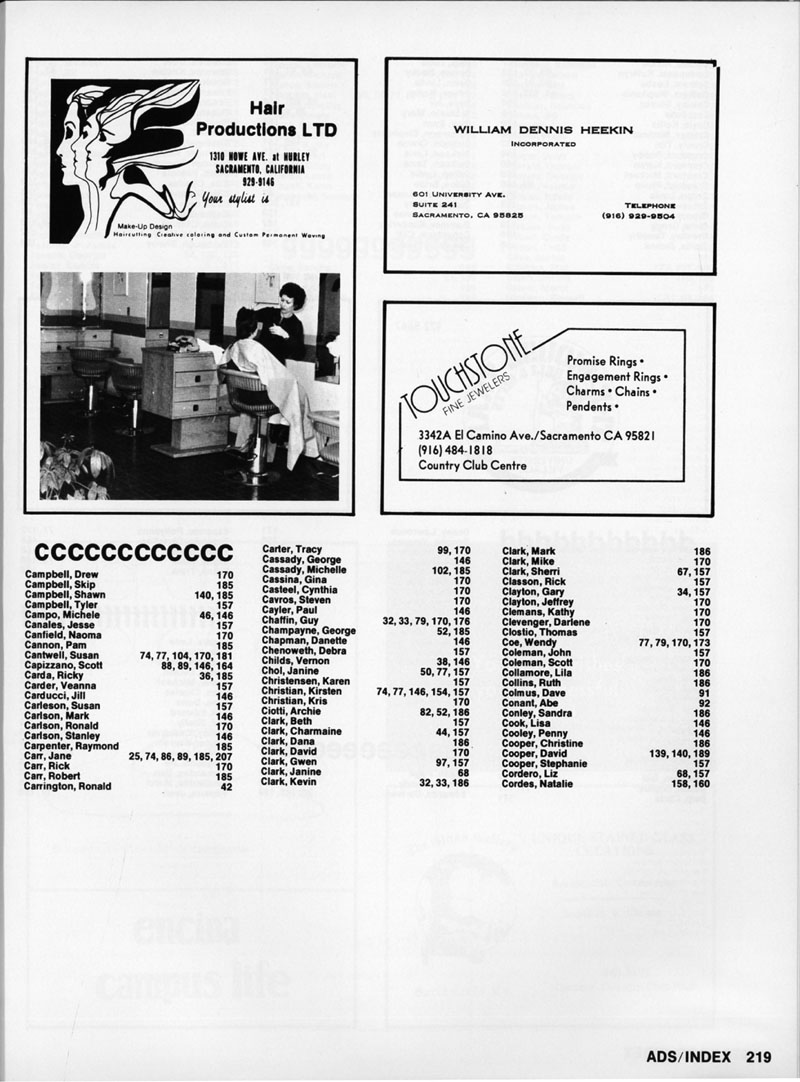 Hair
Productions LTD
1310 HOWE AVE. at HURLEY
SACRAMENTO, CALIFORNIA
929-9146
Your stylist is
Make-Up Design
Haircutting Creative coloring and Custom Permanent Waving
WILLIAM DENNIS HEEKIN
INCORPORATED
601 UNIVERSITY AVE.
SUITE 241
SACRAMENTO, CA 95825
TELEPHONE
(916) 929-9504
TOUCHSTONE
FINE JEWELERS
Promise Rings •
Engagement Rings •
Charms • Chains •
Pendents •
3342A El Camino Ave./Sacramento CA 95821
(916) 484-1818
Country Club Centre
cccccccccccc
Campbell, Drew 170
Campbell, Skip 185
Campbell, Shawn 140, 185
Campbell, Tyler 157
Campo, Michele 46, 146
Canales, Jesse 157
Canfield, Naoma 170
Cannon, Pam 185
Cantwell, Susan 74, 77, 104, 170, 181
Capizzano, Scott 88, 89, 146, 164
Carda, Ricky 36, 185
Carder, Veanna 157
Carducci, Jill 146
Carleson, Susan 157
Carlson, Mark 146
Carlson, Ronald 170
Carlson, Stanley 146
Carpenter, Raymond 185
Carr, Jane 25, 74, 86, 89, 185, 207
Carr, Rick 170
Carr, Robert 185
Carrington, Ronald 42
Carter, Tracy 99, 170
Cassady, George 146
Cassady, Michelle 102, 185
Cassina, Gina 170
Casteel, Cynthia 170
Cavros, Steven 170
Cayler, Paul 146
Chaffin, Guy 32, 33, 79, 170, 176
Champayne, George 52, 185
Chapman, Danette 146
Chenoweth, Debra 157
Childs, Vernon 38, 146
Chol, Janine 50, 77, 157
Christensen, Karen 157
Christian, Kirsten 74, 77, 146, 154, 157
Christian, Kris 170
Ciotti, Archie 82, 52, 186
Clark, Beth 157
Clark, Charmaine 44, 157
Clark, Dana 186
Clark, David 170
Clark, Gwen 97, 157
Clark, Janine 68
Clark, Kevin 32, 33, 186
Clark, Mark 186
Clark, Mike 170
Clark, Sherri 67, 157
Classon, Rick 157
Clayton, Gary 34, 157
Clayton, Jeffrey 170
Clemans, Kathy 170
Clevenger, Darlene 170
Clostio, Thomas 157
Coe, Wendy 77, 79, 170, 173
Coleman, John 157
Coleman, Scott 170
Collamore, Lila 186
Collins, Ruth 186
Colmus, Dave 91
Conant, Abe 92
Conley, Sandra 186
Cook, Lisa 146
Cooley, Penny 146
Cooper, Christine 186
Cooper, David 139, 140, 189
Cooper, Stephanie 157
Cordero, Liz 68, 157
Cordes, Natalie 158, 160
ADS/INDEX 219